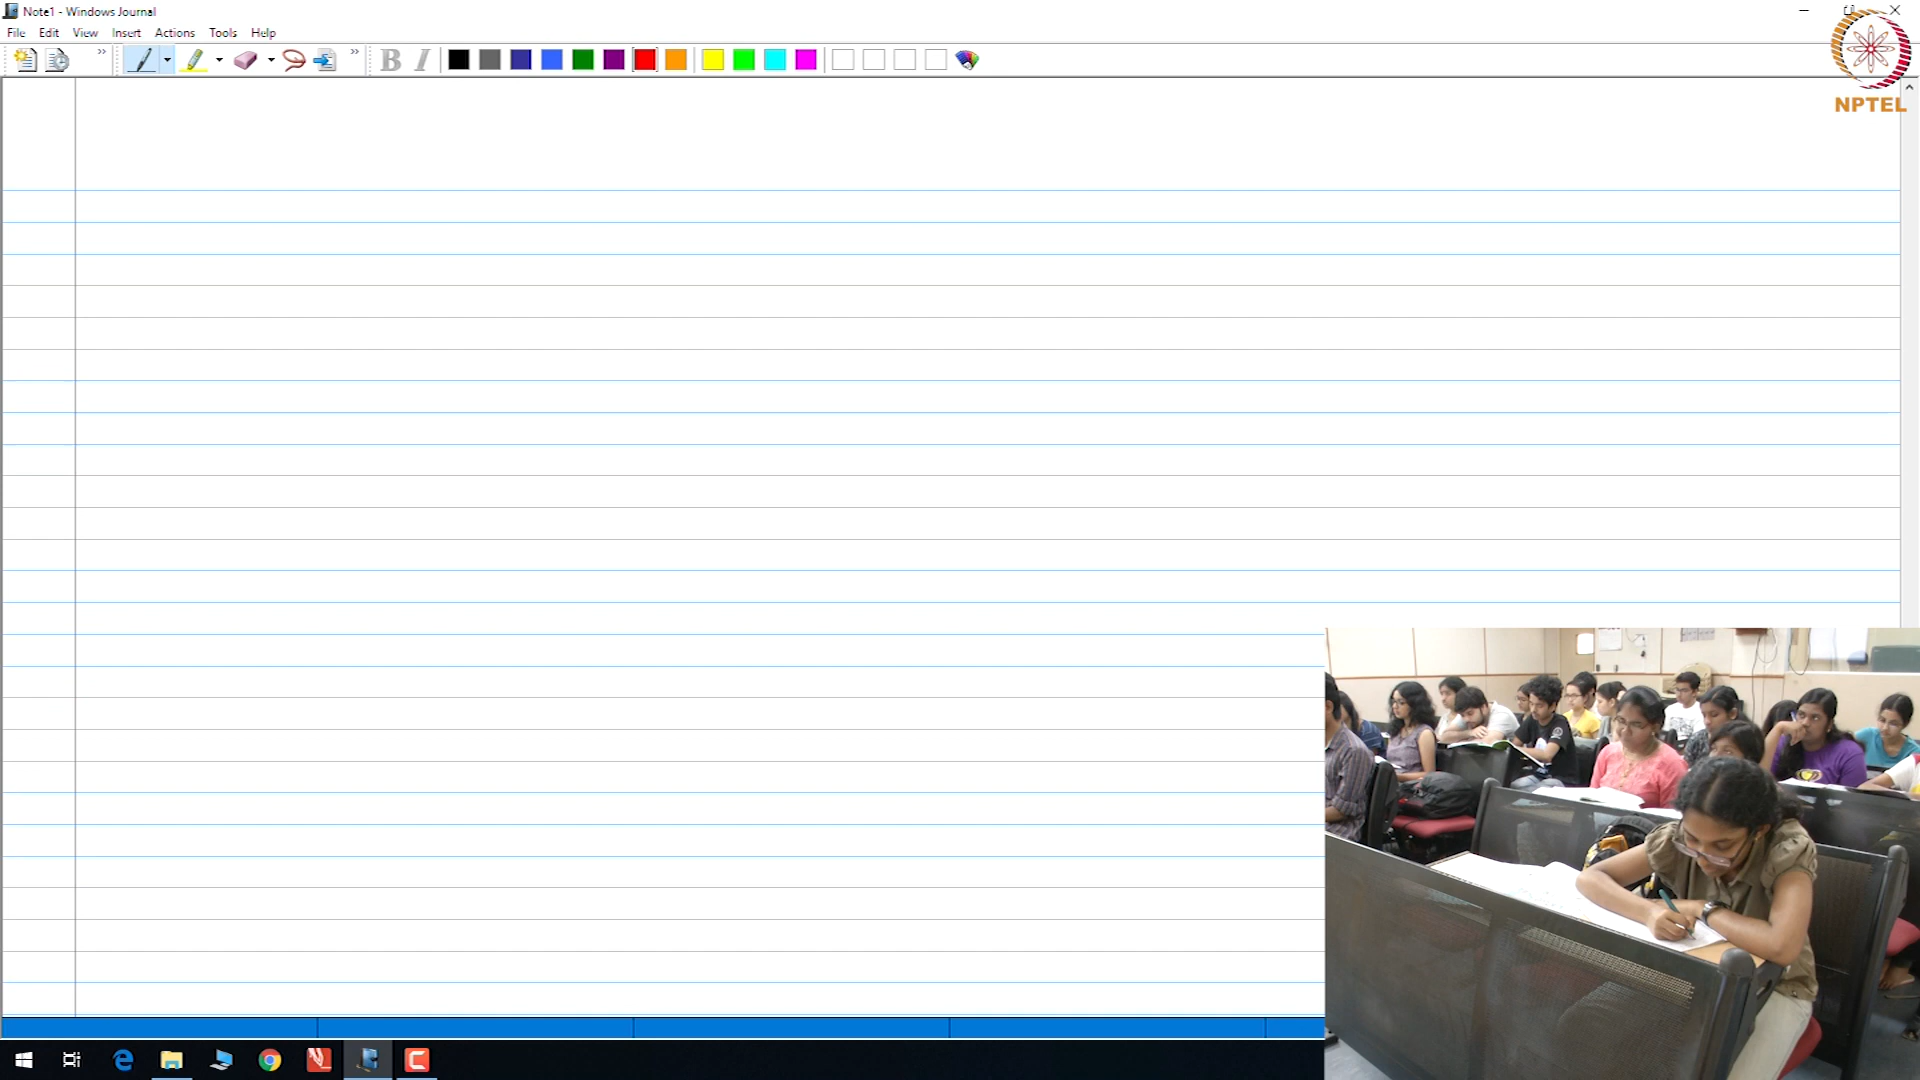 Note1 - Windows Journal
File Edit View Insert Actions Tools Help
B I
NPTEL